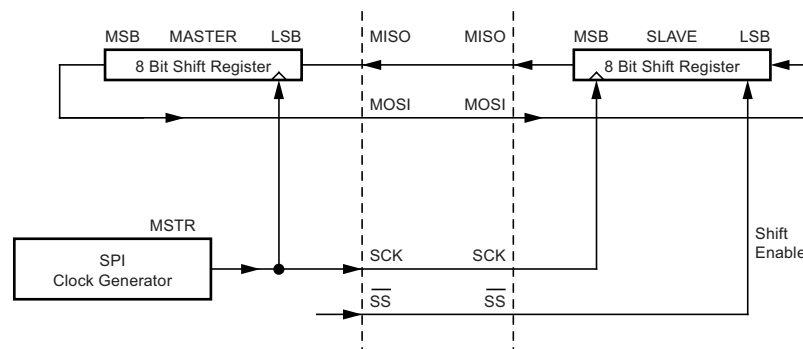 MSB MASTER LSB MISO MISO MSB SLAVE LSB
8 Bit Shift Register 8 Bit Shift Register
MOSI MOSI
MSTR
SPI
Clock Generator
SCK SCK
Shift
Enable
SS SS